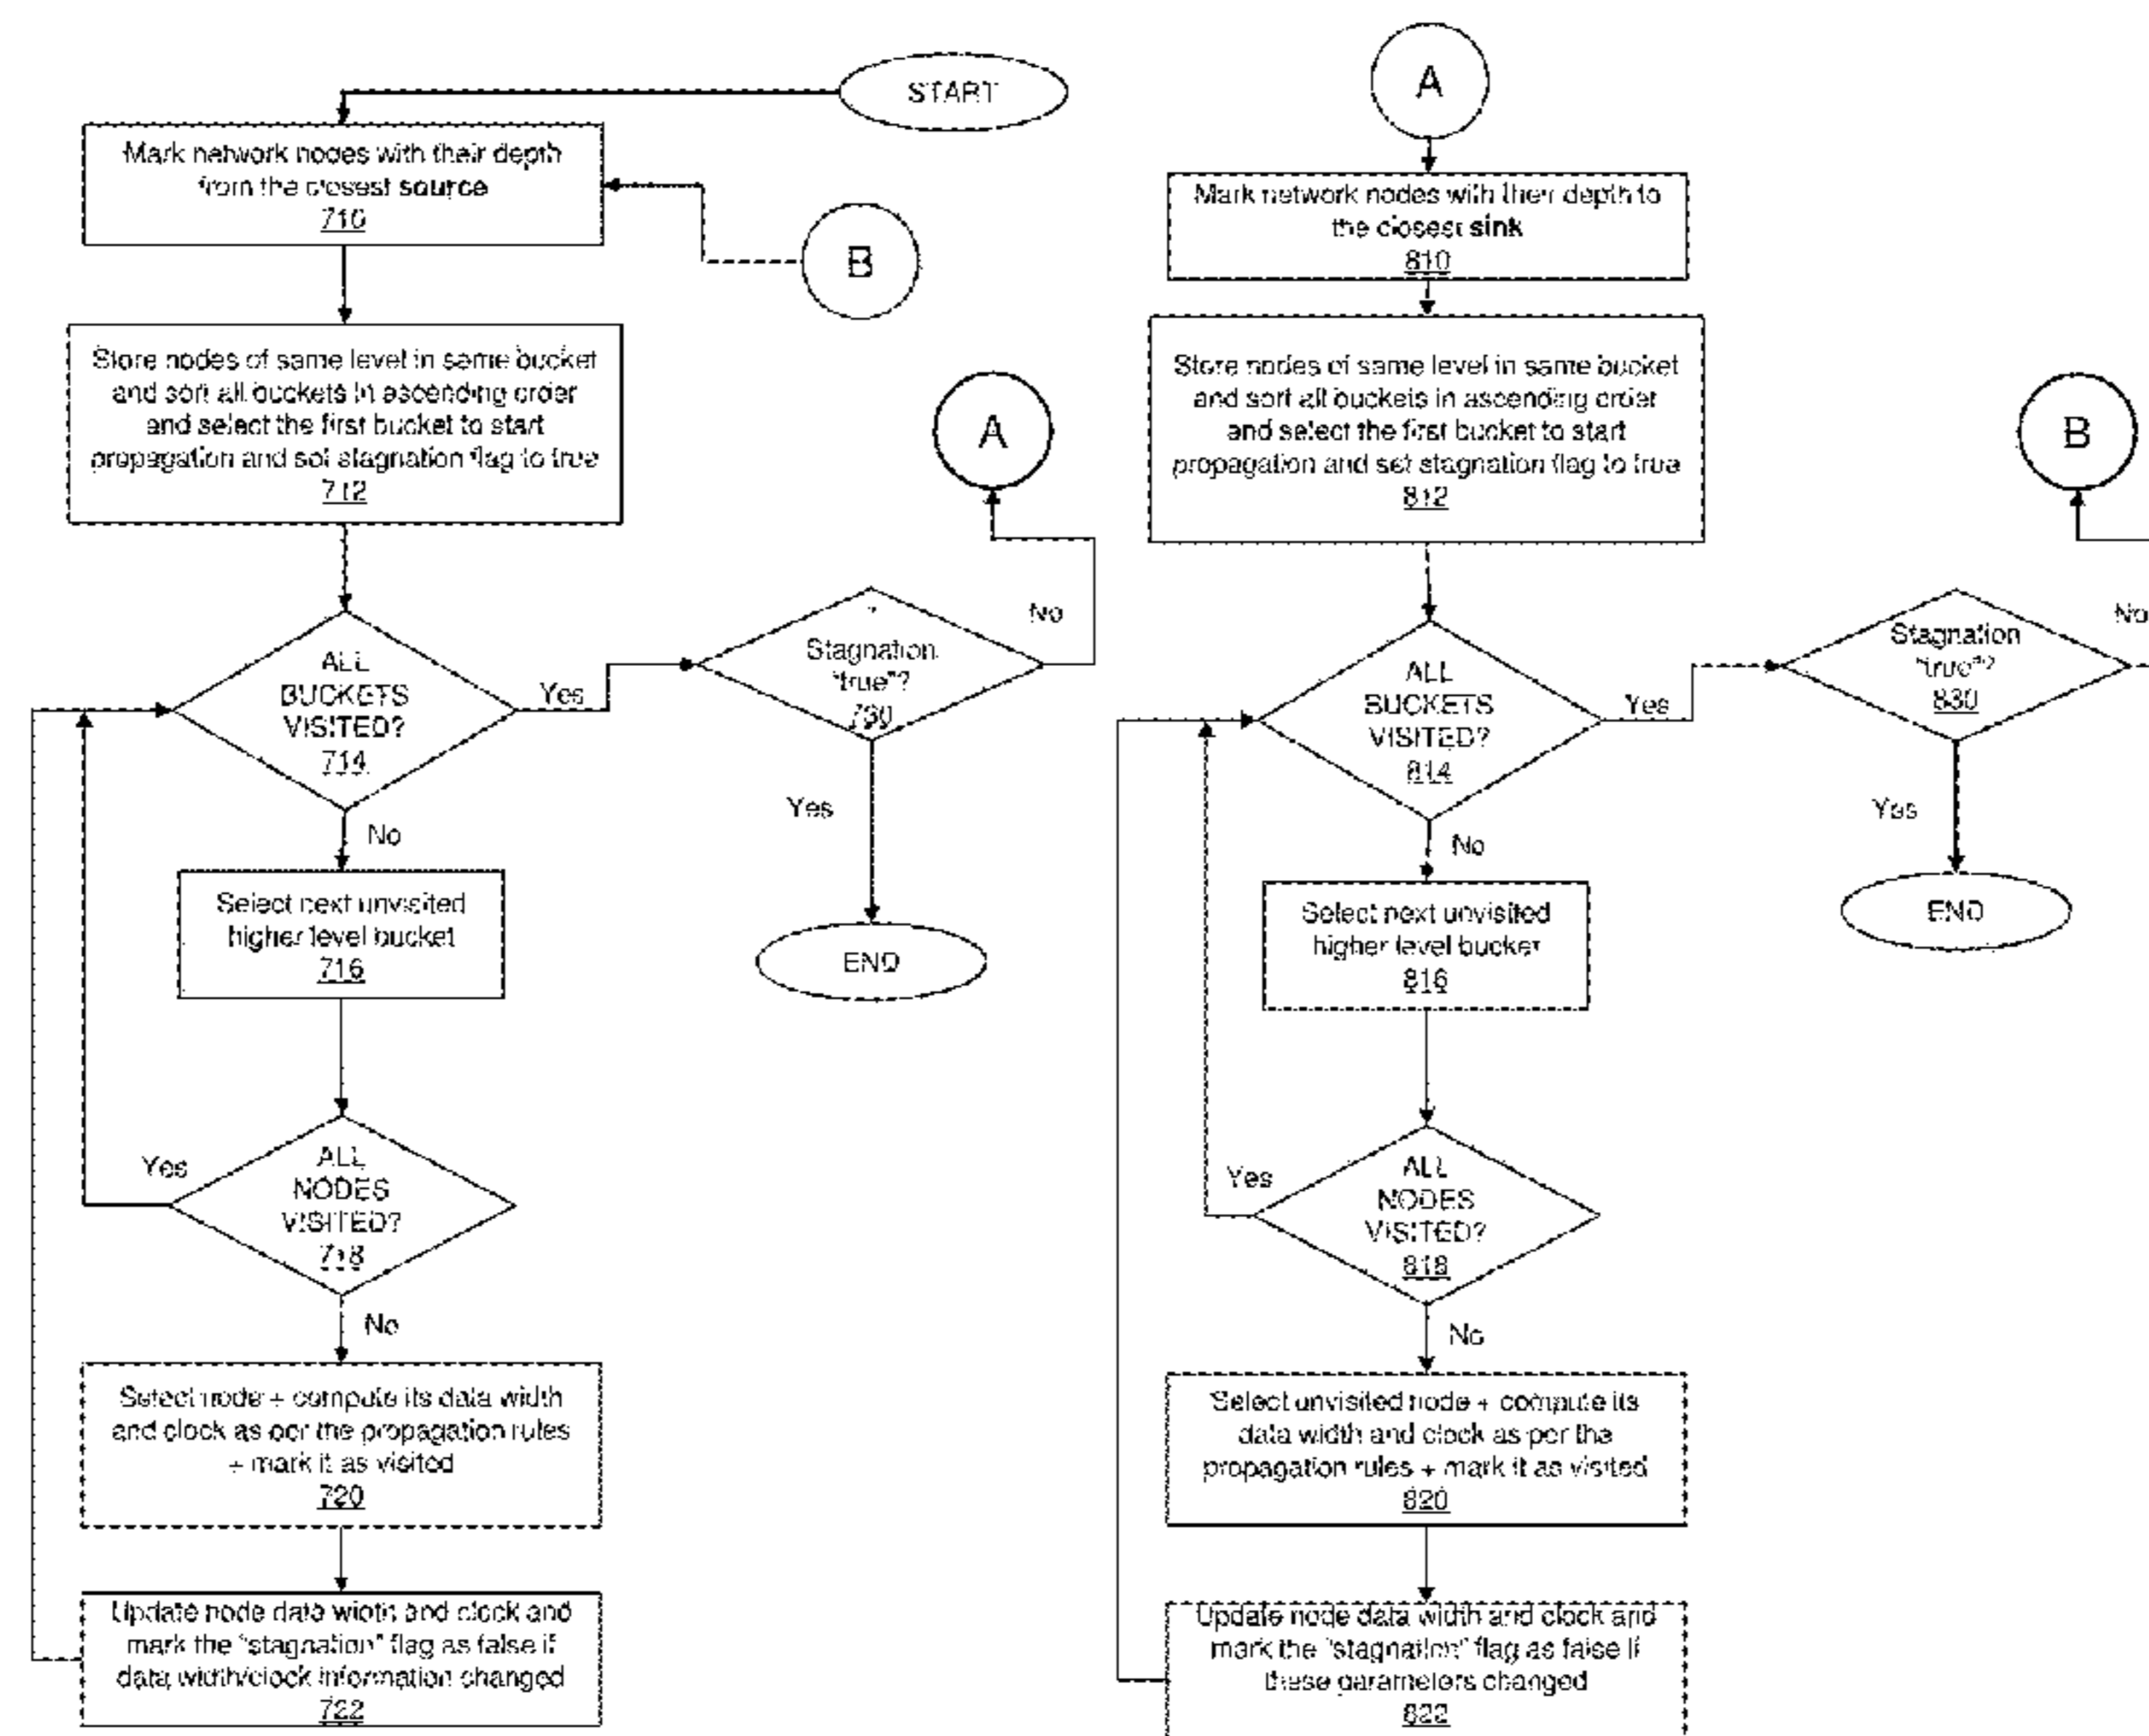 START
Mark network nodes with their depth
from the closest source
710
B
Store nodes of same level in same bucket
and sort all buckets in ascending order
and select the first bucket to start
propagation and set stagnation flag to true
712
A
ALL
BUCKETS
VISITED?
714
Yes
Stagnation
"true"?
730
No
Yes
END
No
Select next unvisited
higher level bucket
716
ALL
NODES
VISITED?
718
Yes
No
Select node + compute its data width
and clock as per the propagation rules
+ mark it as visited
720
Update node data width and clock and
mark the "stagnation" flag as false if
data width/clock information changed
722
A
Mark network nodes with their depth to
the closest sink
810
Store nodes of same level in same bucket
and sort all buckets in ascending order
and select the first bucket to start
propagation and set stagnation flag to true
812
B
ALL
BUCKETS
VISITED?
814
Yes
Stagnation
"true"?
830
No
Yes
END
No
Select next unvisited
higher level bucket
816
ALL
NODES
VISITED?
818
Yes
No
Select unvisited node + compute its
data width and clock as per the
propagation rules + mark it as visited
820
Update node data width and clock and
mark the "stagnation" flag as false if
these parameters changed
822